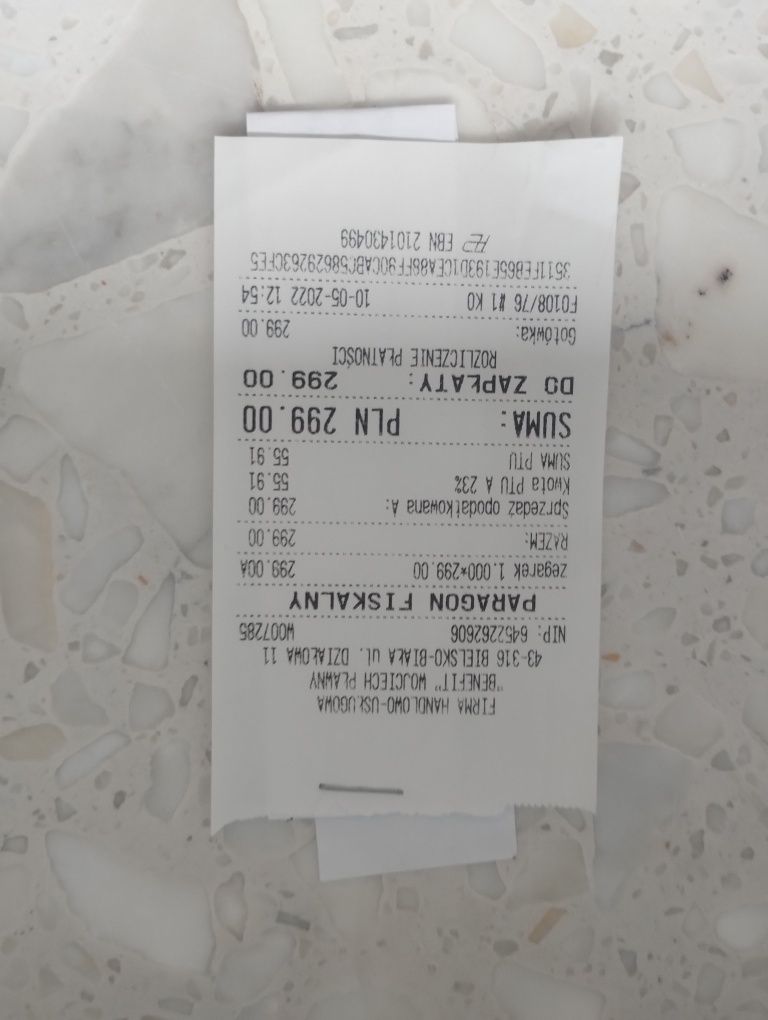 FIRMA HANDLOWO-USŁUGOWA
"BENEFIT" WOJCIECH PŁAWNY
43-316 BIELSKO-BIAŁA ul. DZIAŁOWA 11
NIP: 6452262606 W007285
PARAGON FISKALNY
zegarek 1.000*299.00 299.00A
RAZEM: 299.00
Sprzedaż opodatkowana A: 299.00
Kwota PTU A 23% 55.91
SUMA PTU 55.91
SUMA: PLN 299.00
DO ZAPŁATY: 299.00
ROZLICZENIE PŁATNOŚCI
Gotówka: 299.00
F0108/76 #1 KO 10-05-2022 12:54
EBN 2101430499